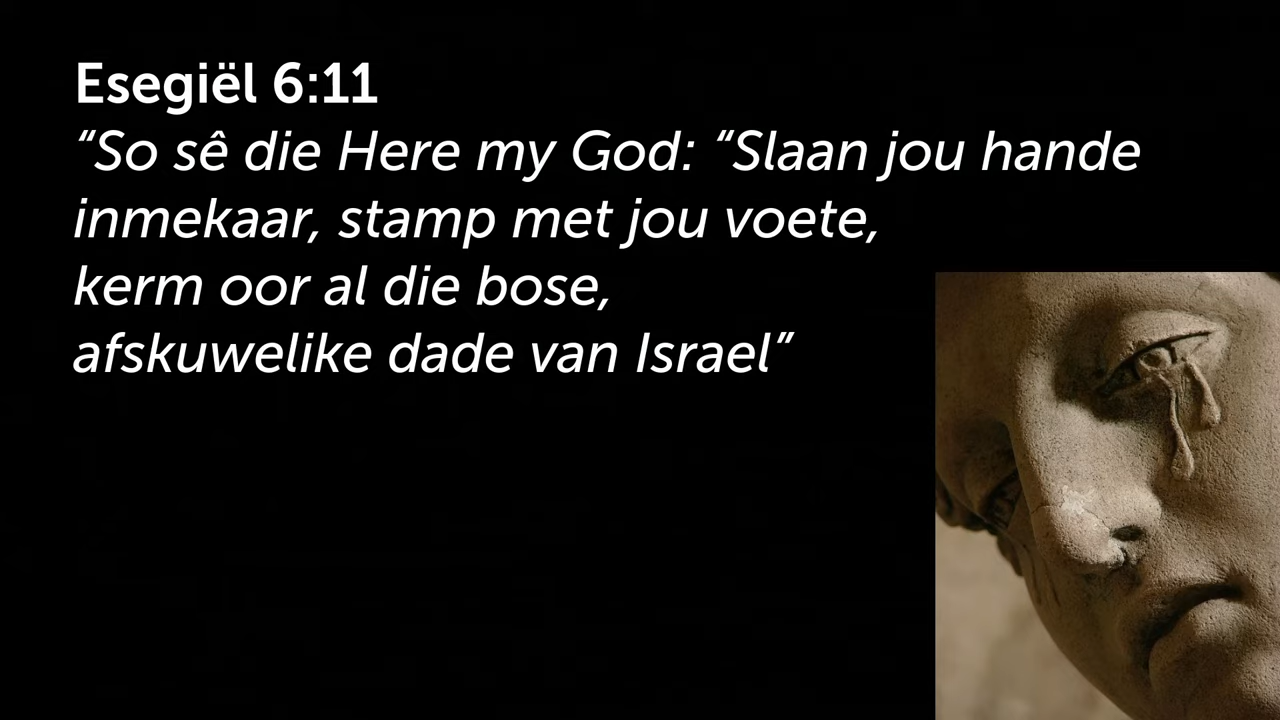 Esegiël 6:11
“So sê die Here my God: “Slaan jou hande
inmekaar, stamp met jou voete,
kerm oor al die bose,
afskuwelike dade van Israel”